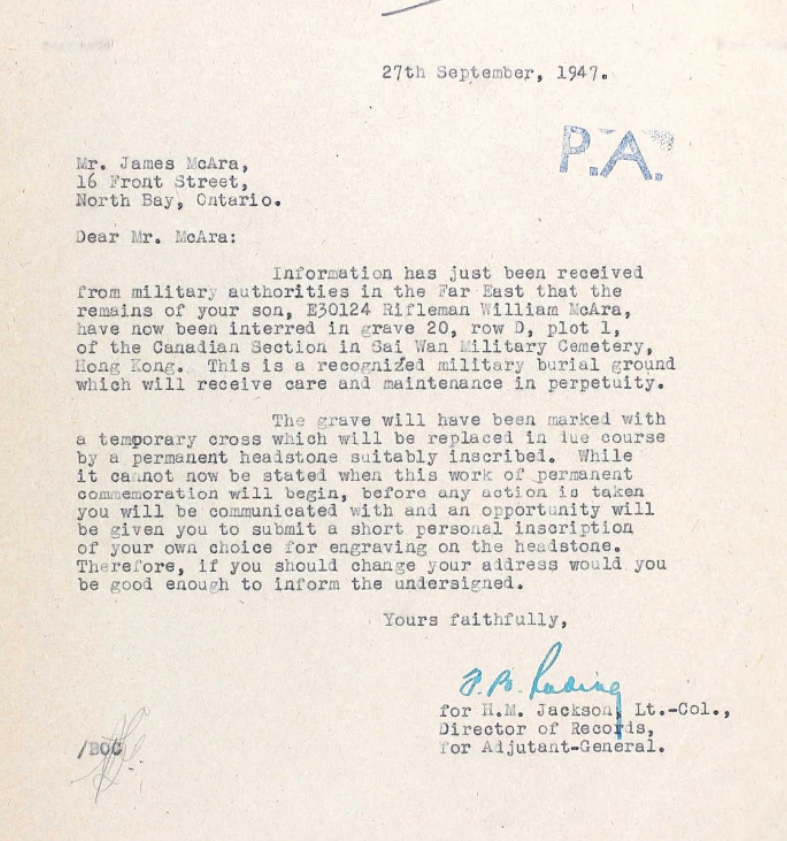 27th September, 1947.
P.A.
Mr. James McAra,
16 Front Street,
North Bay, Ontario.
Dear Mr. McAra:
Information has just been received
from military authorities in the Far East that the
remains of your son, E30124 Rifleman William McAra,
have now been interred in grave 20, row D, plot 1,
of the Canadian Section in Sai Wan Military Cemetery,
Hong Kong. This is a recognized military burial ground
which will receive care and maintenance in perpetuity.
The grave will have been marked with
a temporary cross which will be replaced in due course
by a permanent headstone suitably inscribed. While
it cannot now be stated when this work of permanent
commemoration will begin, before any action is taken
you will be communicated with and an opportunity will
be given you to submit a short personal inscription
of your own choice for engraving on the headstone.
Therefore, if you should change your address would you
be good enough to inform the undersigned.
Yours faithfully,
for H.M. Jackson, Lt.-Col.,
Director of Records,
for Adjutant-General.
/BOC